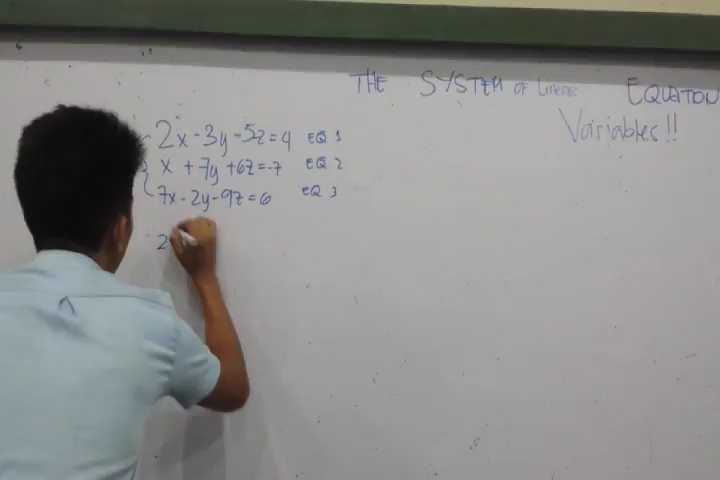 THE SYSTEM OF LINEAR EQUATION
Variables!!
2x-3y-5z=4 EQ 1
x+7y+6z=-7 EQ 2
7x-2y-9z=6 EQ 3
2